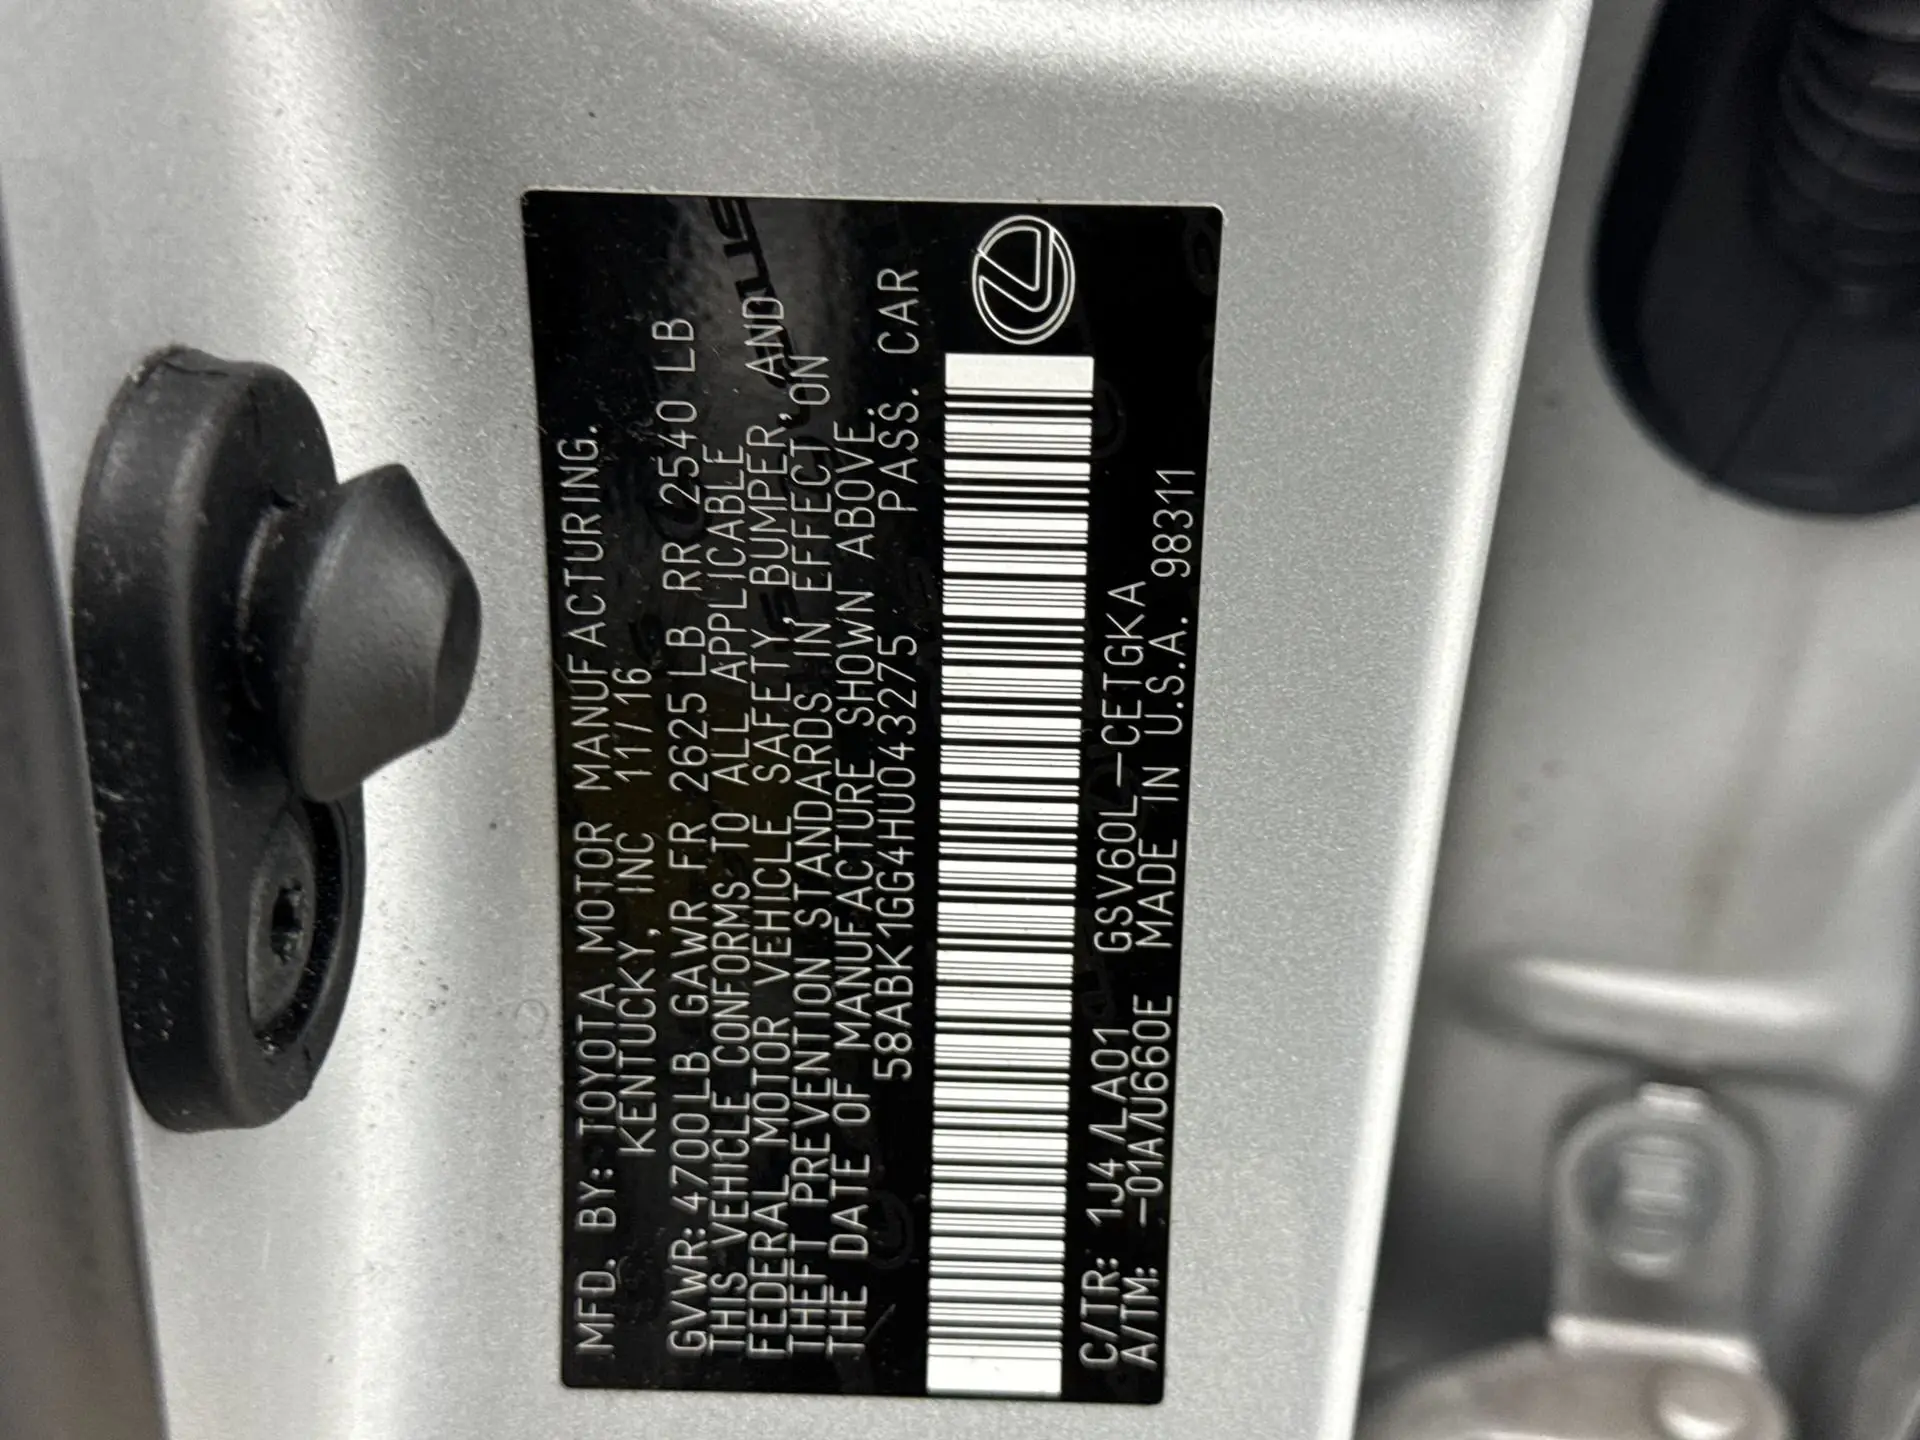 MFD. BY: TOYOTA MOTOR MANUFACTURING.
KENTUCKY, INC 11/16
GVWR: 4700LB GAWR FR 2625LB RR 2540 LB
THIS VEHICLE CONFORMS TO ALL APPLICABLE
FEDERAL MOTOR VEHICLE SAFETY, BUMPER, AND
THEFT PREVENTION STANDARDS IN EFFECT ON
THE DATE OF MANUFACTURE SHOWN ABOVE.
58ABK1GG4HU043275 PASS. CAR
C/TR: 1J4/LA01 GSV60L-CETGKA
A/TM: -01A/U660E MADE IN U.S.A. 98311